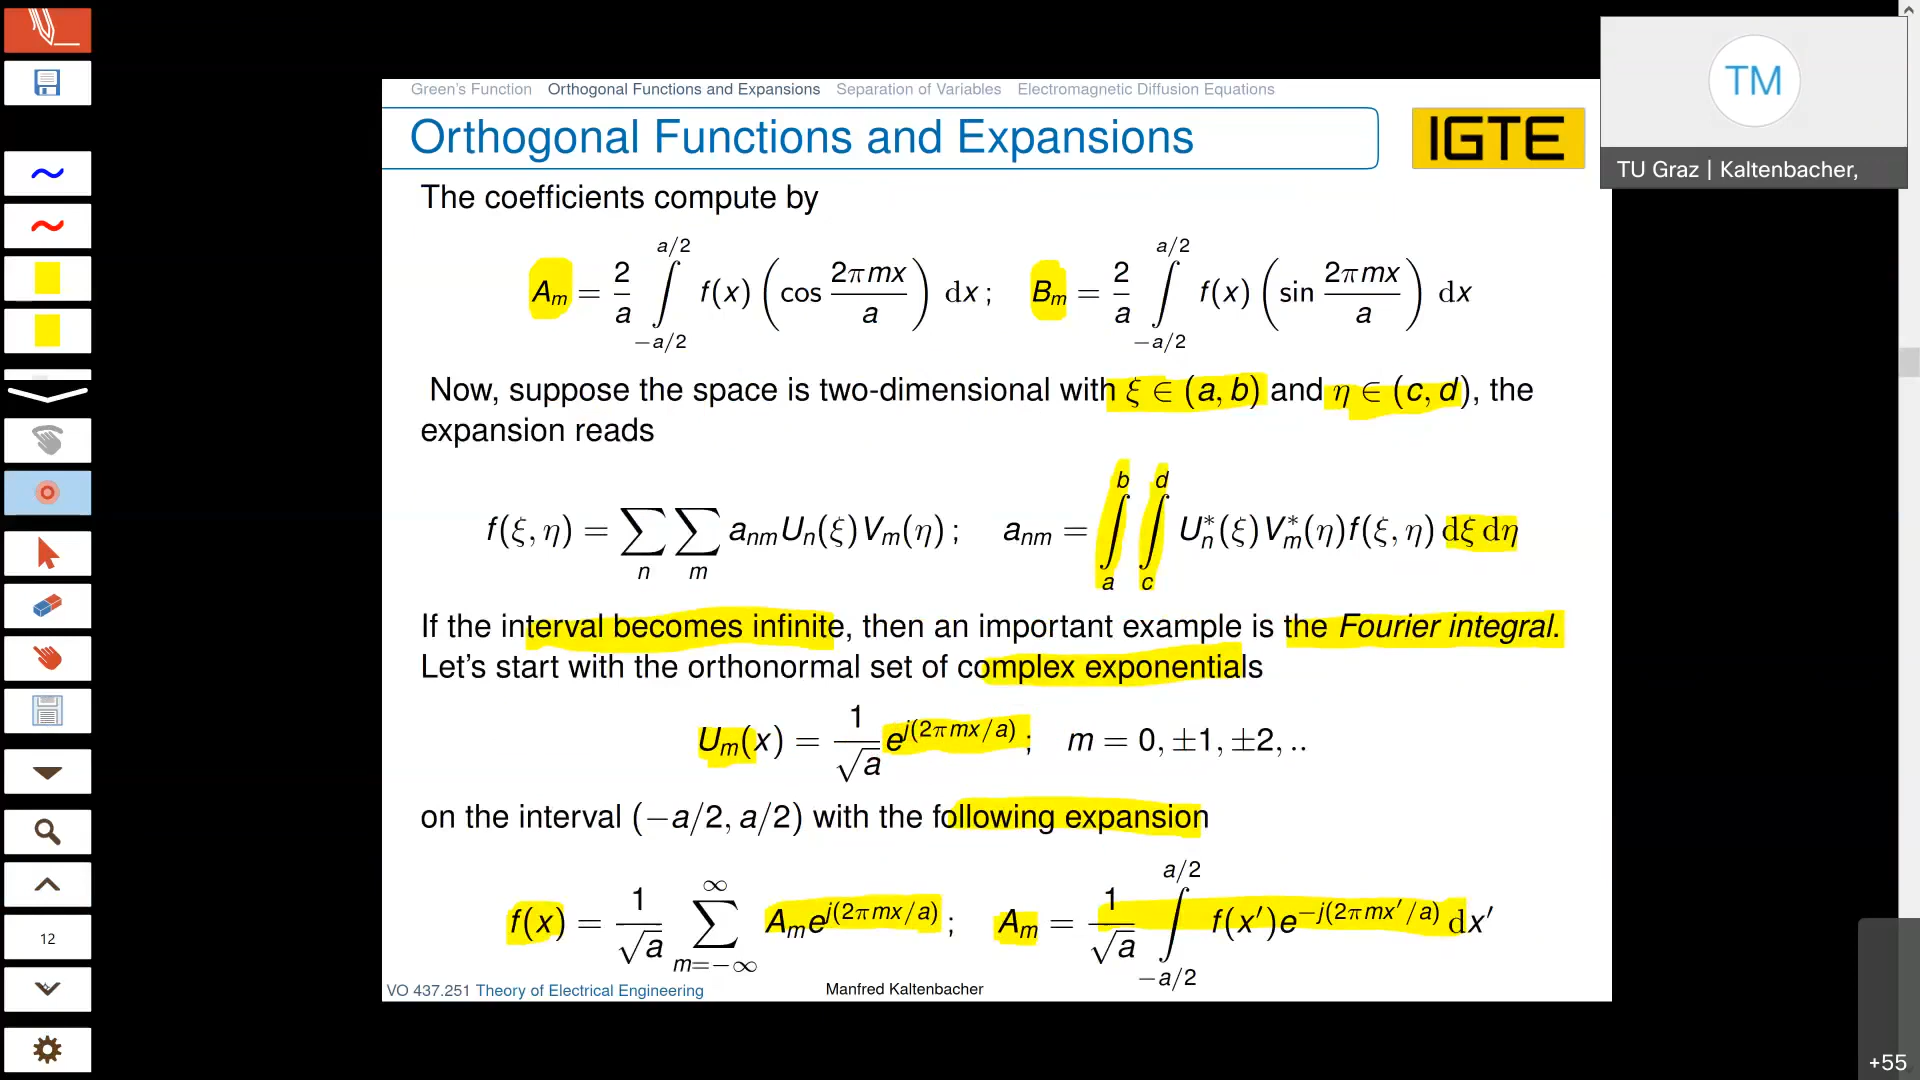 Green's Function Orthogonal Functions and Expansions Separation of Variables Electromagnetic Diffusion Equations
Orthogonal Functions and Expansions
IGTE
TM
TU Graz | Kaltenbacher,
The coefficients compute by
A_m = 2/a ∫_{−a/2}^{a/2} f(x) (cos 2πmx/a) dx ; B_m = 2/a ∫_{−a/2}^{a/2} f(x) (sin 2πmx/a) dx
Now, suppose the space is two-dimensional with ξ ∈ (a, b) and η ∈ (c, d), the
expansion reads
f(ξ, η) = ∑_n ∑_m a_{nm} U_n(ξ) V_m(η) ; a_{nm} = ∫_a^b ∫_c^d U_n^*(ξ) V_m^*(η) f(ξ, η) dξ dη
If the interval becomes infinite, then an important example is the Fourier integral.
Let's start with the orthonormal set of complex exponentials
U_m(x) = 1/√a e^{j(2πmx/a)} ; m = 0, ±1, ±2, ..
on the interval (−a/2, a/2) with the following expansion
f(x) = 1/√a ∑_{m=−∞}^{∞} A_m e^{j(2πmx/a)} ; A_m = 1/√a ∫_{−a/2}^{a/2} f(x′) e^{−j(2πmx′/a)} dx′
VO 437.251 Theory of Electrical Engineering Manfred Kaltenbacher
12
+55